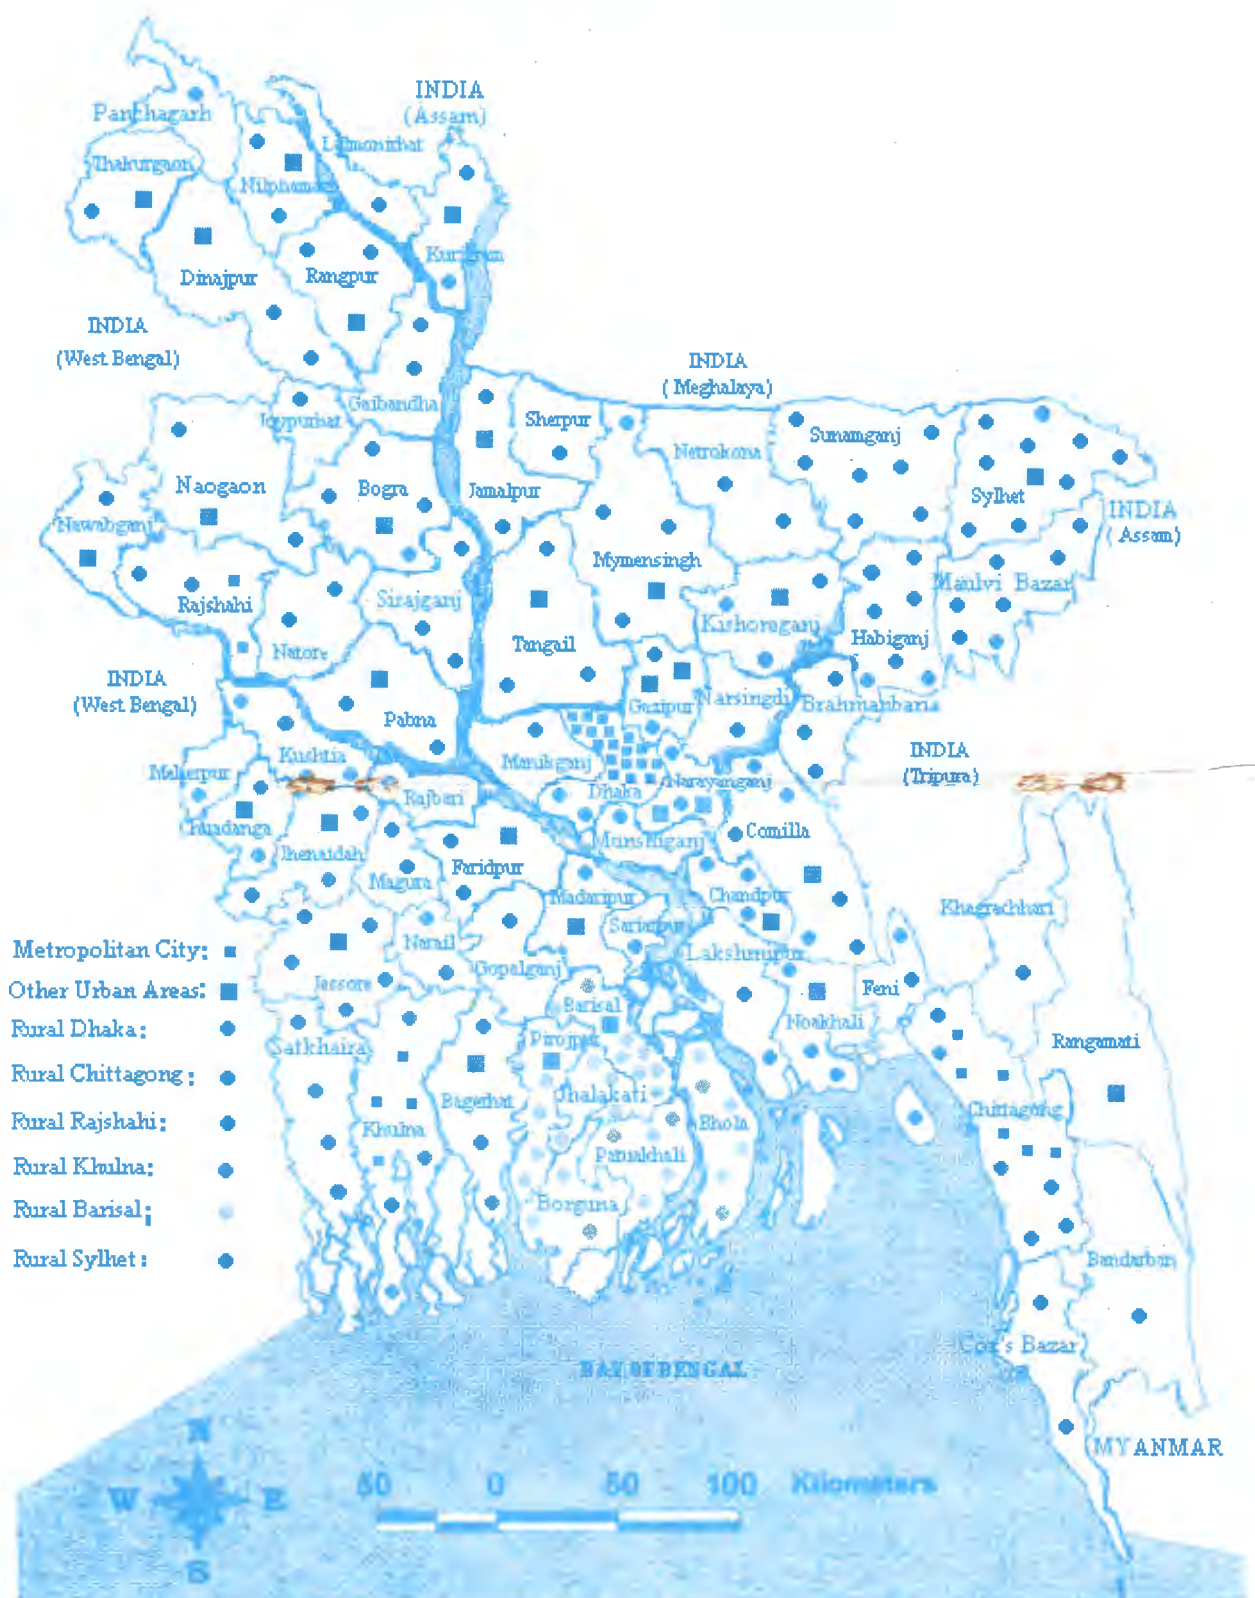 INDIA
(Assam)
Panchagarh
Lalmonirhat
Thakurgaon
Nilphamari
Kurigram
Dinajpur
Rangpur
INDIA
(West Bengal)
INDIA
( Meghalaya)
Joypurhat
Gaibandha
Sherpur
Sunamganj
Netrokona
Naogaon
Bogra
Jamalpur
Sylhet
Nawabganj
INDIA
( Assam)
Mymensingh
Maulvi Bazar
Rajshahi
Sirajganj
Kishoreganj
Habiganj
Natore
Tangail
INDIA
(West Bengal)
Pabna
Gazipur
Narsingdi
Brahmanbaria
Kushtia
Manikganj
INDIA
(Tripura)
Meherpur
Narayanganj
Dhaka
Rajbari
Chuadanga
Comilla
Jhenaidah
Munshiganj
Magura
Faridpur
Madaripur
Chandpur
Khagrachhari
Narail
Sariatpur
Metropolitan City:
Gopalganj
Lakshmipur
Other Urban Areas:
Jessore
Barisal
Feni
Noakhali
Rural Dhaka:
Satkhaira
Pirojpur
Rangamati
Rural Chittagong:
Bagerhat
Jhalakati
Chittagong
Rural Rajshahi:
Khulna
Bhola
Patuakhali
Rural Khulna:
Rural Barisal:
Borguna
Rural Sylhet:
Bandarban
Cox's Bazar
BAY OF BENGAL
MYANMAR
N
W
E
S
50 0 50 100 Kilometers